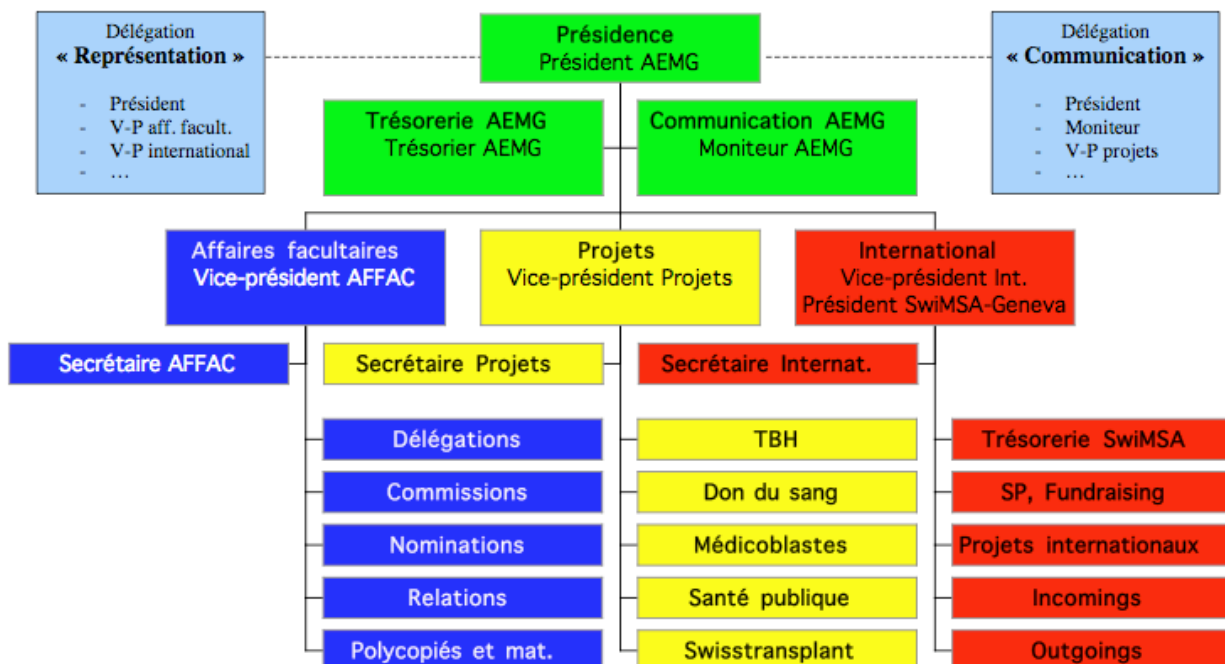 Délégation
« Représentation »
- Président
- V-P aff. facult.
- V-P international
- …
Présidence
Président AEMG
Délégation
« Communication »
- Président
- Moniteur
- V-P projets
- …
Trésorerie AEMG
Trésorier AEMG
Communication AEMG
Moniteur AEMG
Affaires facultaires
Vice-président AFFAC
Projets
Vice-président Projets
International
Vice-président Int.
Président SwiMSA-Geneva
Secrétaire AFFAC
Secrétaire Projets
Secrétaire Internat.
Délégations
TBH
Trésorerie SwiMSA
Commissions
Don du sang
SP, Fundraising
Nominations
Médicoblastes
Projets internationaux
Relations
Santé publique
Incomings
Polycopiés et mat.
Swisstransplant
Outgoings